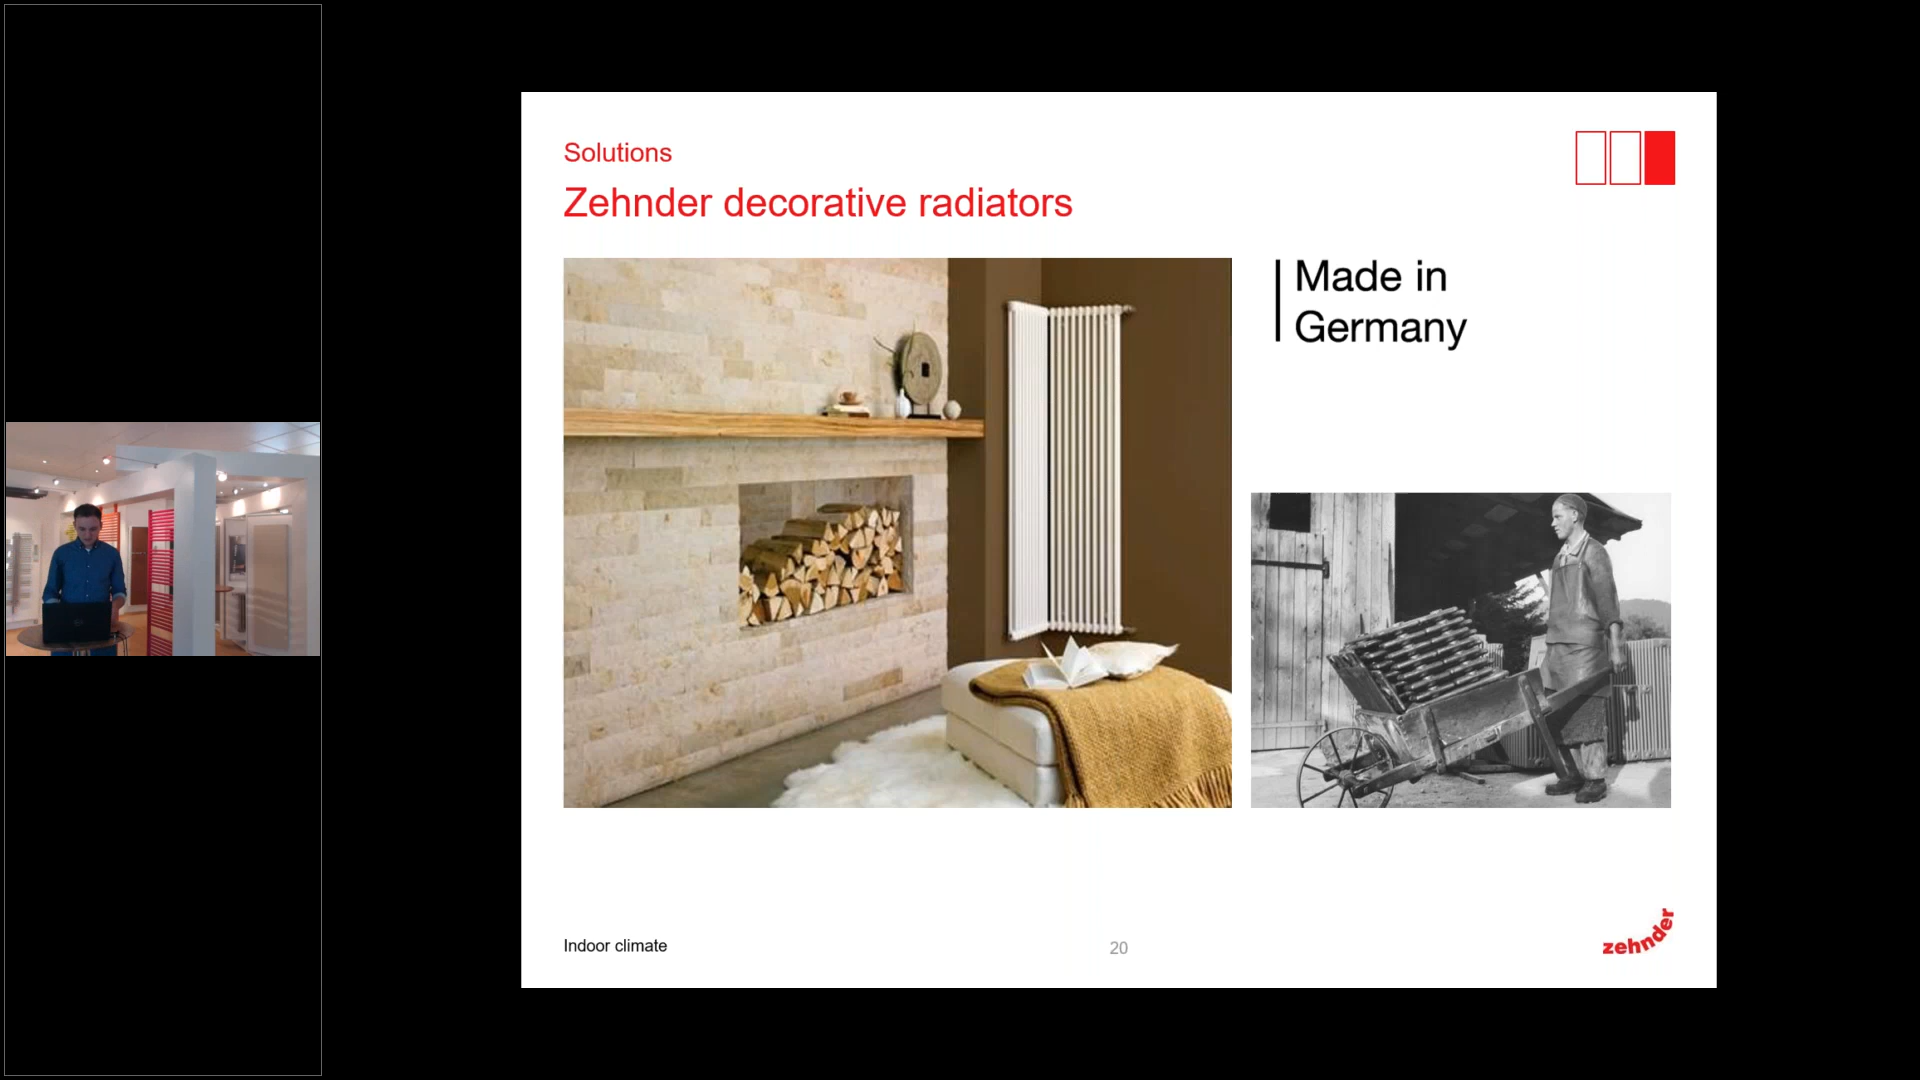 Solutions
Zehnder decorative radiators
Made in
Germany
Indoor climate
20
zehnder